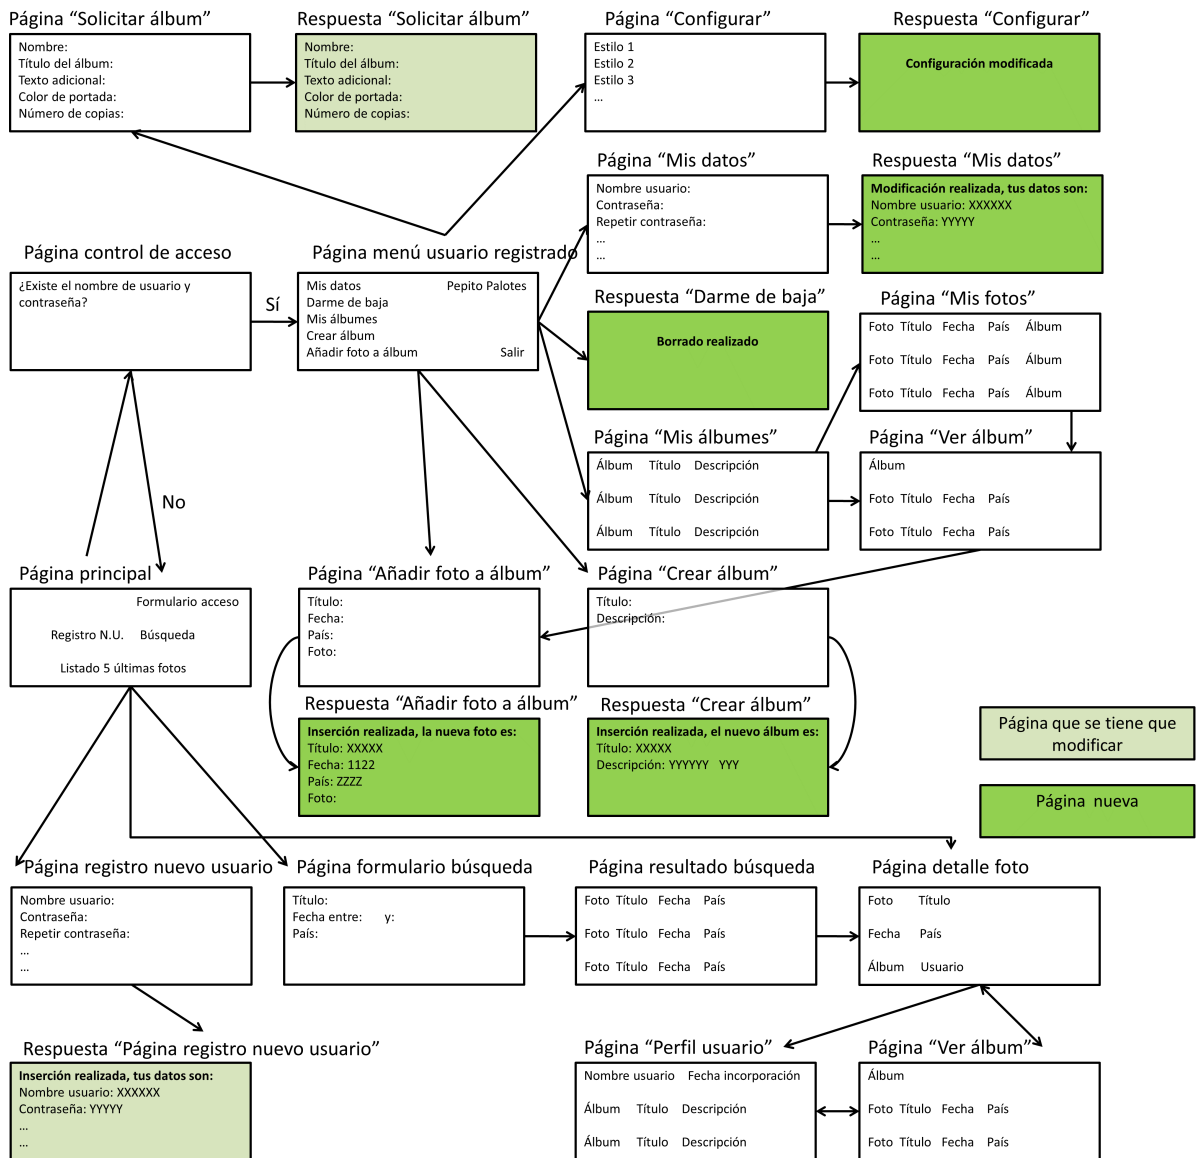 Página “Solicitar álbum”
Nombre:
Título del álbum:
Texto adicional:
Color de portada:
Número de copias:
Respuesta “Solicitar álbum”
Nombre:
Título del álbum:
Texto adicional:
Color de portada:
Número de copias:
Página “Configurar”
Estilo 1
Estilo 2
Estilo 3
...
Respuesta “Configurar”
Configuración modificada
Página “Mis datos”
Nombre usuario:
Contraseña:
Repetir contraseña:
...
...
Respuesta “Mis datos”
Modificación realizada, tus datos son:
Nombre usuario: XXXXXX
Contraseña: YYYYY
...
...
Página control de acceso
¿Existe el nombre de usuario y
contraseña?
Sí
No
Página menú usuario registrado
Mis datos Pepito Palotes
Darme de baja
Mis álbumes
Crear álbum
Añadir foto a álbum Salir
Respuesta “Darme de baja”
Borrado realizado
Página “Mis fotos”
Foto Título Fecha País Álbum
Foto Título Fecha País Álbum
Foto Título Fecha País Álbum
Página “Mis álbumes”
Álbum Título Descripción
Álbum Título Descripción
Álbum Título Descripción
Página “Ver álbum”
Álbum
Foto Título Fecha País
Foto Título Fecha País
Página principal
Formulario acceso
Registro N.U. Búsqueda
Listado 5 últimas fotos
Página “Añadir foto a álbum”
Título:
Fecha:
País:
Foto:
Página “Crear álbum”
Título:
Descripción:
Respuesta “Añadir foto a álbum”
Inserción realizada, la nueva foto es:
Título: XXXXX
Fecha: 1122
País: ZZZZ
Foto:
Respuesta “Crear álbum”
Inserción realizada, el nuevo álbum es:
Título: XXXXX
Descripción: YYYYYY YYY
Página que se tiene que
modificar
Página nueva
Página registro nuevo usuario
Nombre usuario:
Contraseña:
Repetir contraseña:
...
...
Página formulario búsqueda
Título:
Fecha entre: y:
País:
Página resultado búsqueda
Foto Título Fecha País
Foto Título Fecha País
Foto Título Fecha País
Página detalle foto
Foto Título
Fecha País
Álbum Usuario
Respuesta “Página registro nuevo usuario”
Inserción realizada, tus datos son:
Nombre usuario: XXXXXX
Contraseña: YYYYY
...
...
Página “Perfil usuario”
Nombre usuario Fecha incorporación
Álbum Título Descripción
Álbum Título Descripción
Página “Ver álbum”
Álbum
Foto Título Fecha País
Foto Título Fecha País